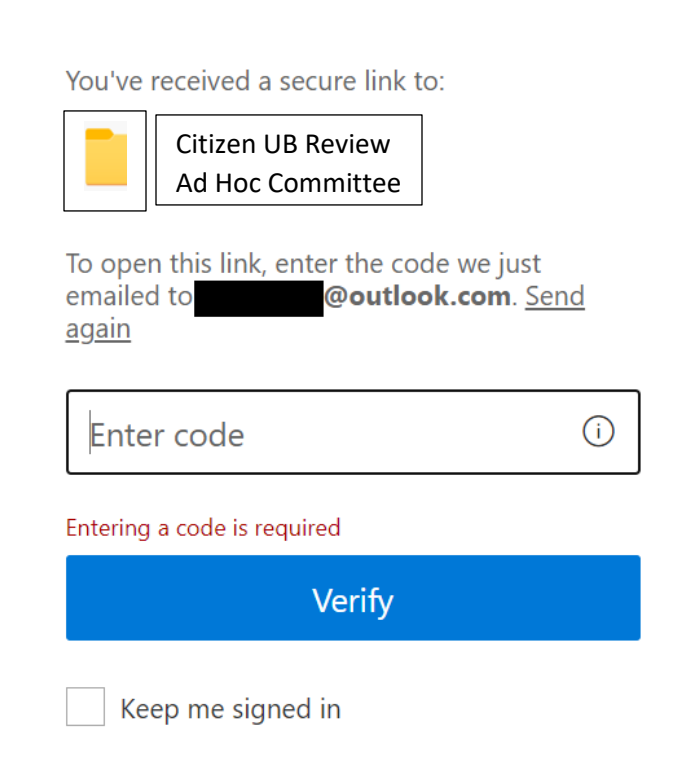 You've received a secure link to:
Citizen UB Review
Ad Hoc Committee
To open this link, enter the code we just
emailed to @outlook.com. Send
again
Enter code
Entering a code is required
Verify
Keep me signed in